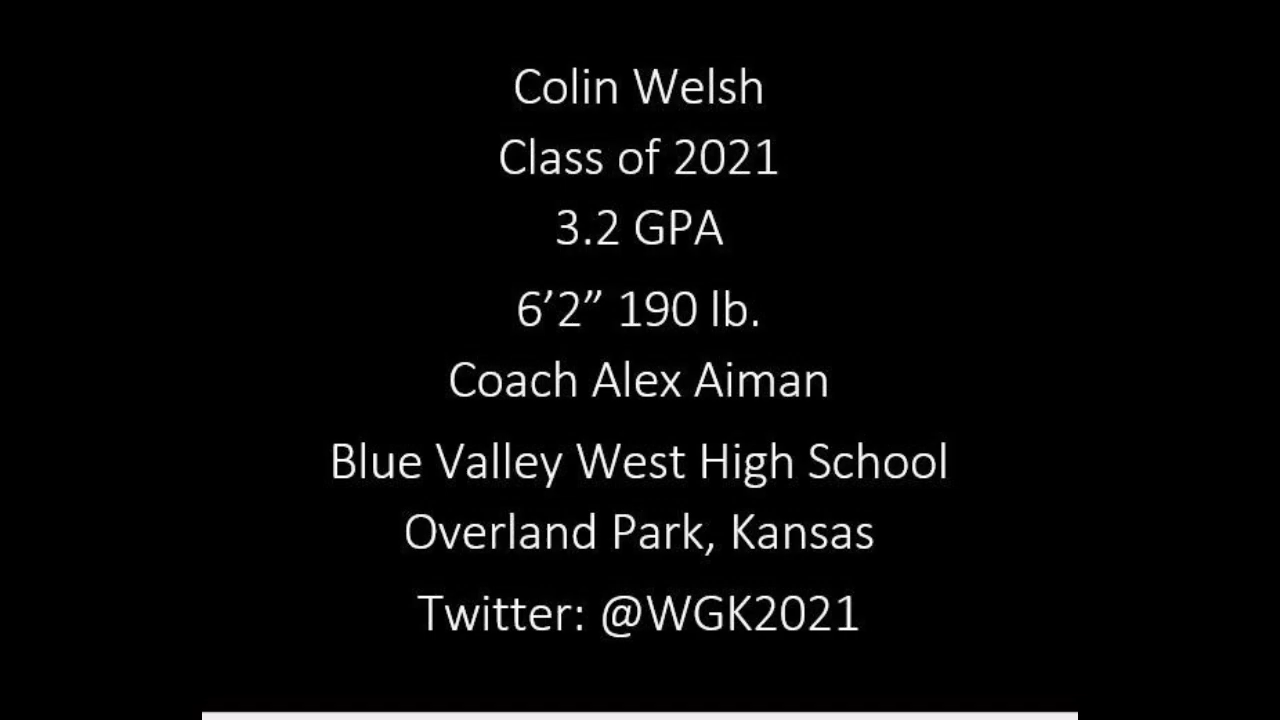 Colin Welsh
Class of 2021
3.2 GPA
6’2” 190 lb.
Coach Alex Aiman
Blue Valley West High School
Overland Park, Kansas
Twitter: @WGK2021